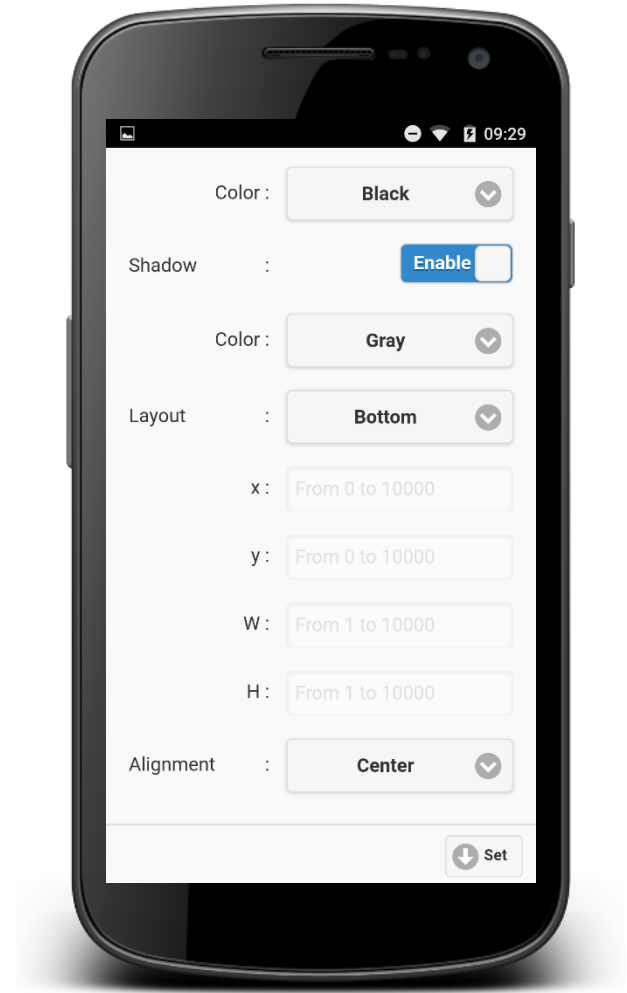 09:29
Color : Black
Shadow : Enable
Color : Gray
Layout : Bottom
x : From 0 to 10000
y : From 0 to 10000
W : From 1 to 10000
H : From 1 to 10000
Alignment : Center
Set